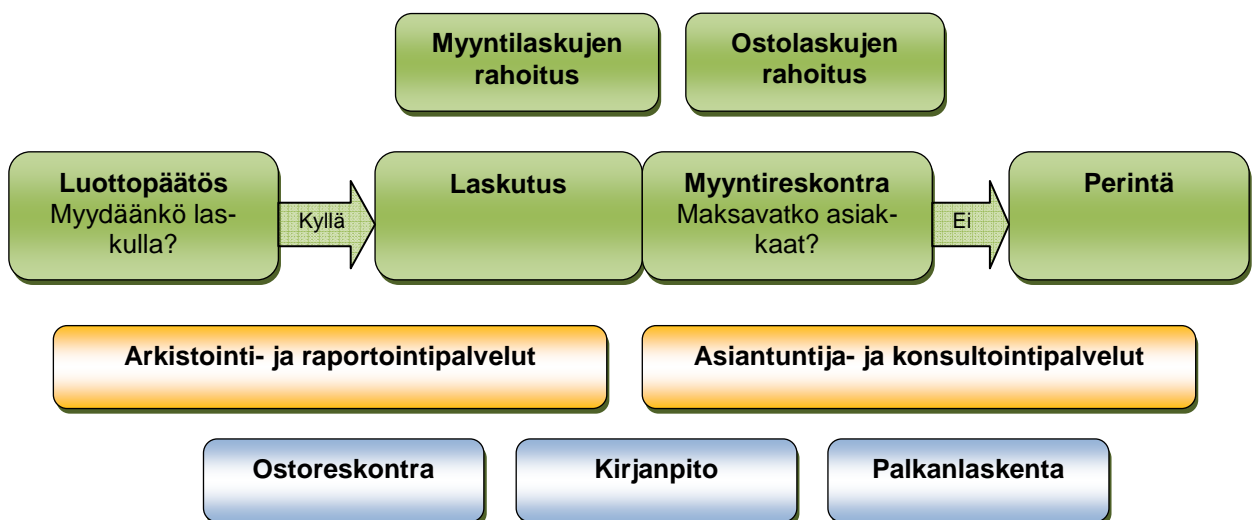 Myyntilaskujen
rahoitus
Ostolaskujen
rahoitus
Luottopäätös
Myydäänkö las-
kulla?
Kyllä
Laskutus
Myyntireskontra
Maksavatko asiak-
kaat?
Ei
Perintä
Arkistointi- ja raportointipalvelut
Asiantuntija- ja konsultointipalvelut
Ostoreskontra
Kirjanpito
Palkanlaskenta